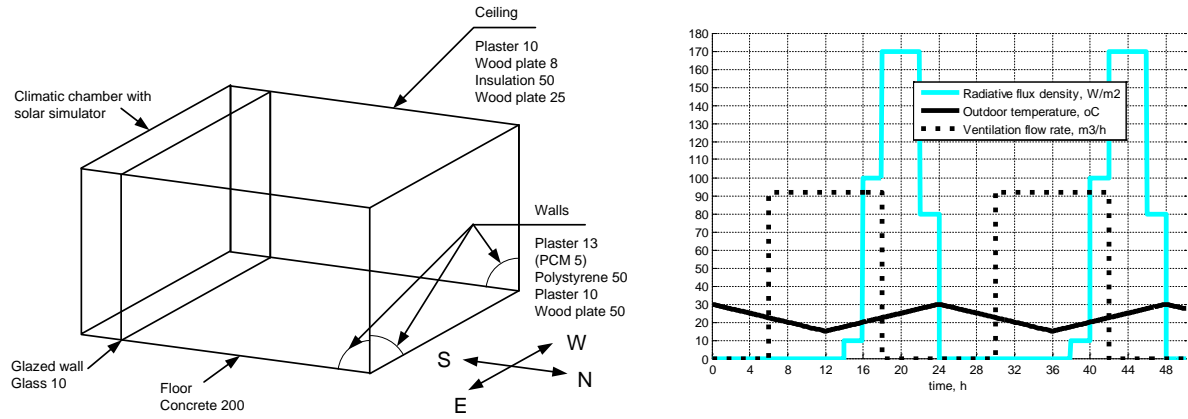 Ceiling
Plaster 10
Wood plate 8
Insulation 50
Wood plate 25
Climatic chamber with
solar simulator
Walls
Plaster 13
(PCM 5)
Polystyrene 50
Plaster 10
Wood plate 50
W
S
N
E
Glazed wall
Glass 10
Floor
Concrete 200
180
170
160
150
140
130
120
110
100
90
80
70
60
50
40
30
20
10
0
Radiative flux density, W/m2
Outdoor temperature, oC
Ventilation flow rate, m3/h
0 4 8 12 16 20 24 28 32 36 40 44 48
time, h